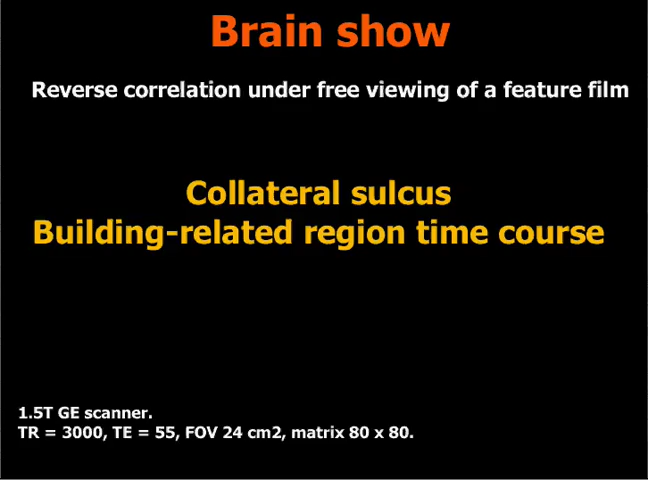 Brain show
Reverse correlation under free viewing of a feature film
Collateral sulcus
Building-related region time course
1.5T GE scanner.
TR = 3000, TE = 55, FOV 24 cm2, matrix 80 x 80.